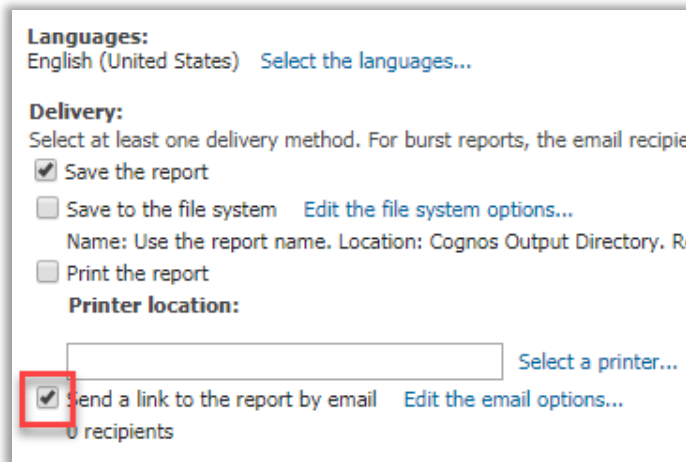 Languages:
English (United States) Select the languages...
Delivery:
Select at least one delivery method. For burst reports, the email
Save the report
Save to the file system Edit the file system options...
Name: Use the report name. Location: Cognos Output Directory.
Print the report
Printer location:
Select a printer...
Send a link to the report by email Edit the email options...
0 recipients